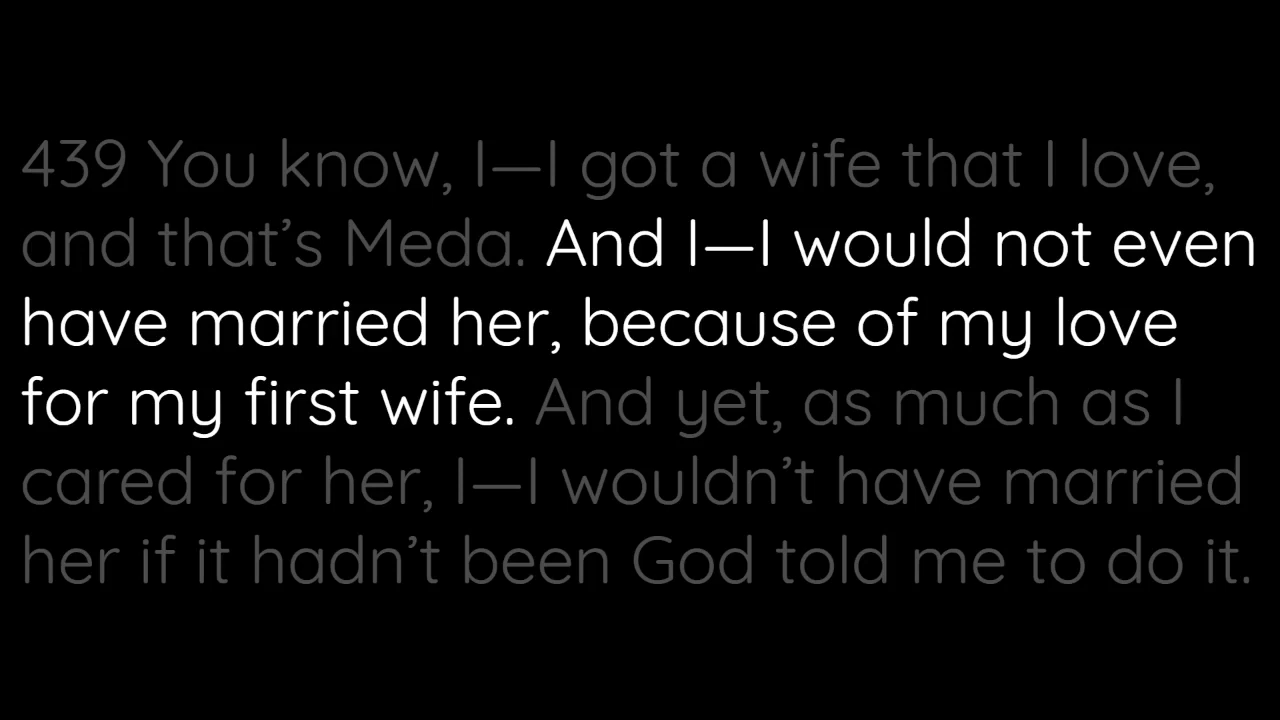 439 You know, I—I got a wife that I love,
and that’s Meda. And I—I would not even
have married her, because of my love
for my first wife. And yet, as much as I
cared for her, I—I wouldn’t have married
her if it hadn’t been God told me to do it.